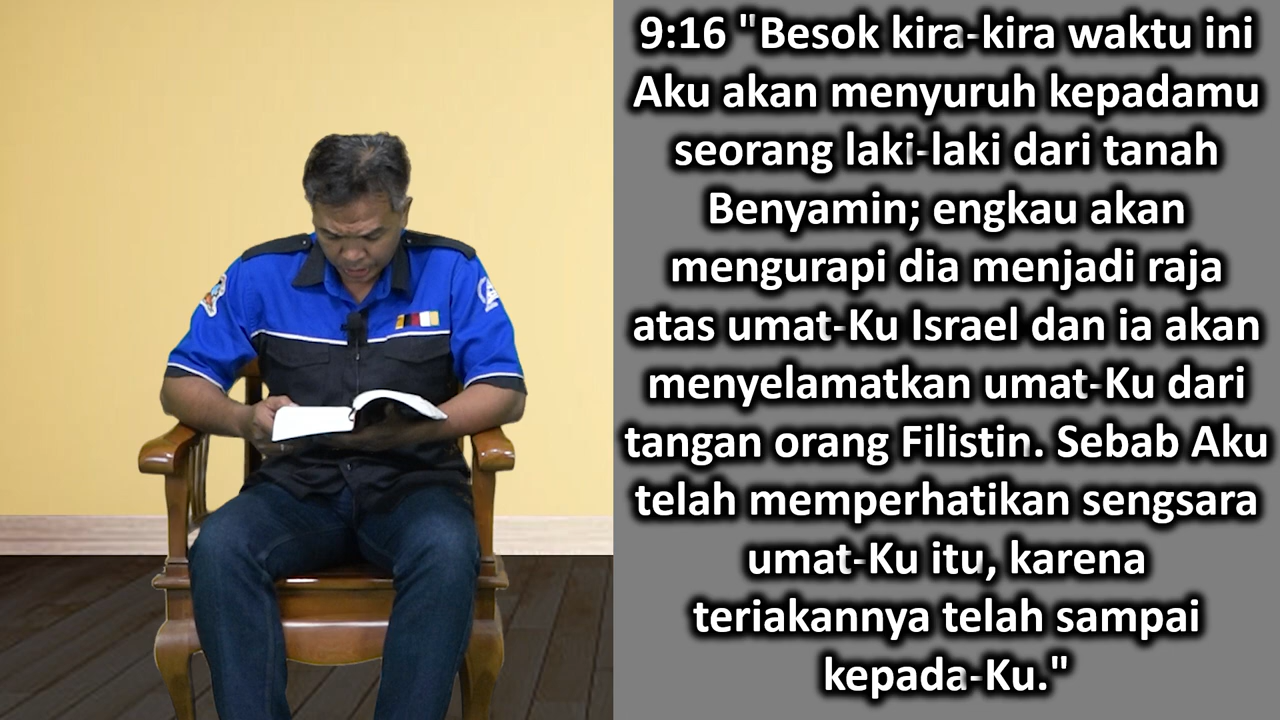 9:16 "Besok kira-kira waktu ini
Aku akan menyuruh kepadamu
seorang laki-laki dari tanah
Benyamin; engkau akan
mengurapi dia menjadi raja
atas umat-Ku Israel dan ia akan
menyelamatkan umat-Ku dari
tangan orang Filistin. Sebab Aku
telah memperhatikan sengsara
umat-Ku itu, karena
teriakannya telah sampai
kepada-Ku."